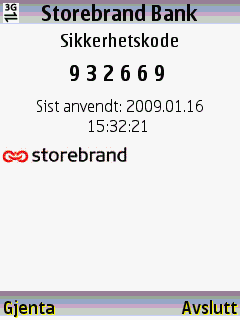 3G
Storebrand Bank
Sikkerhetskode
932669
Sist anvendt: 2009.01.16
15:32:21
storebrand
Gjenta Avslutt